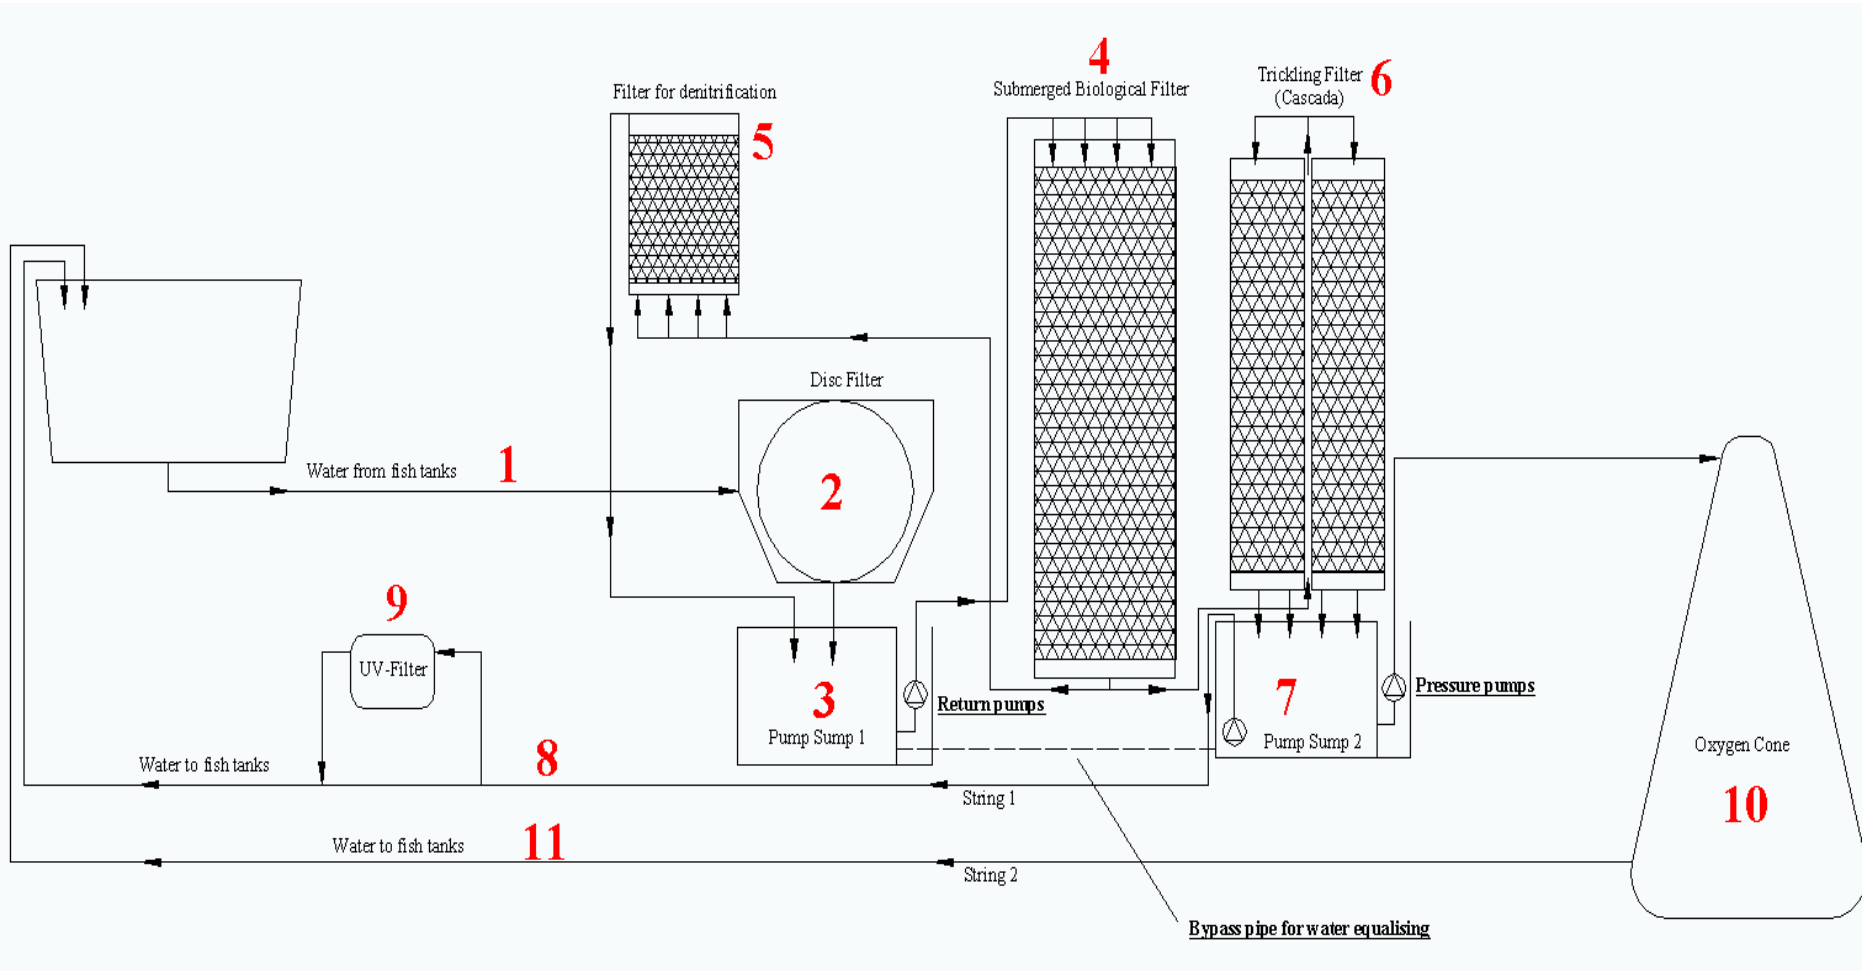 4
Submerged Biological Filter
Trickling Filter
(Cascada)
6
Filter for denitrification
5
Disc Filter
Water from fish tanks
1
2
9
UV-Filter
3
Pump Sump 1
Return pumps
7
Pump Sump 2
Pressure pumps
Oxygen Cone
10
Water to fish tanks
8
String 1
Water to fish tanks
11
String 2
Bypass pipe for water equalising